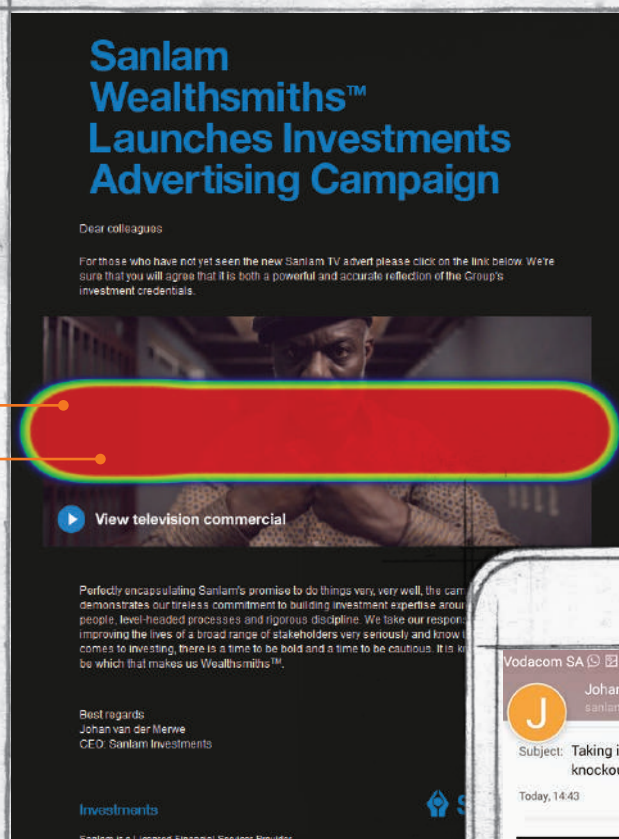 Sanlam
Wealthsmiths™
Launches Investments
Advertising Campaign
Dear colleagues
For those who have not yet seen the new Sanlam TV advert please click on the link below. We're
sure that you will agree that it is both a powerful and accurate reflection of the Group's
investment credentials.
View television commercial
Perfectly encapsulating Sanlam's promise to do things very, very well, the cam
demonstrates our tireless commitment to building investment expertise arou
people, level-headed processes and rigorous discipline. We take our respon
improving the lives of a broad range of stakeholders very seriously and know
comes to investing, there is a time to be bold and a time to be cautious. It is k
be which that makes us Wealthsmiths™.
Best regards
Johan van der Merwe
CEO: Sanlam Investments
Investments
S
Sanlam is a Licensed Financial Services Provider
Vodacom SA
Johan
sanlam
J
Subject: Taking i
knockou
Today, 14:43